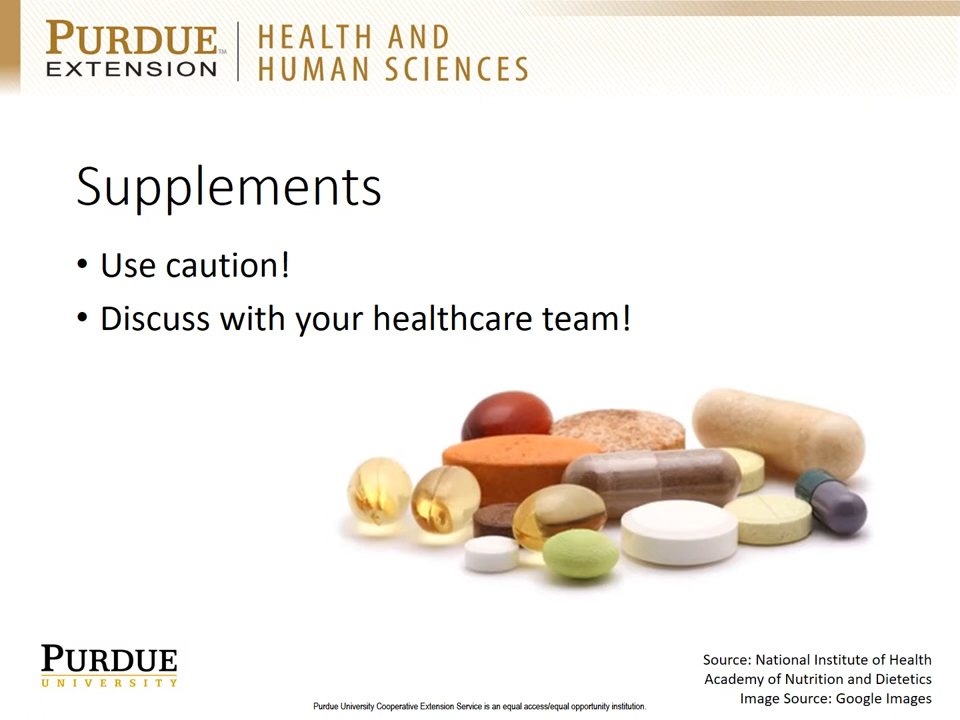 PURDUE™
EXTENSION
HEALTH AND
HUMAN SCIENCES
Supplements
• Use caution!
• Discuss with your healthcare team!
PURDUE
UNIVERSITY
Source: National Institute of Health
Academy of Nutrition and Dietetics
Image Source: Google Images
Purdue University Cooperative Extension Service is an equal access/equal opportunity institution.